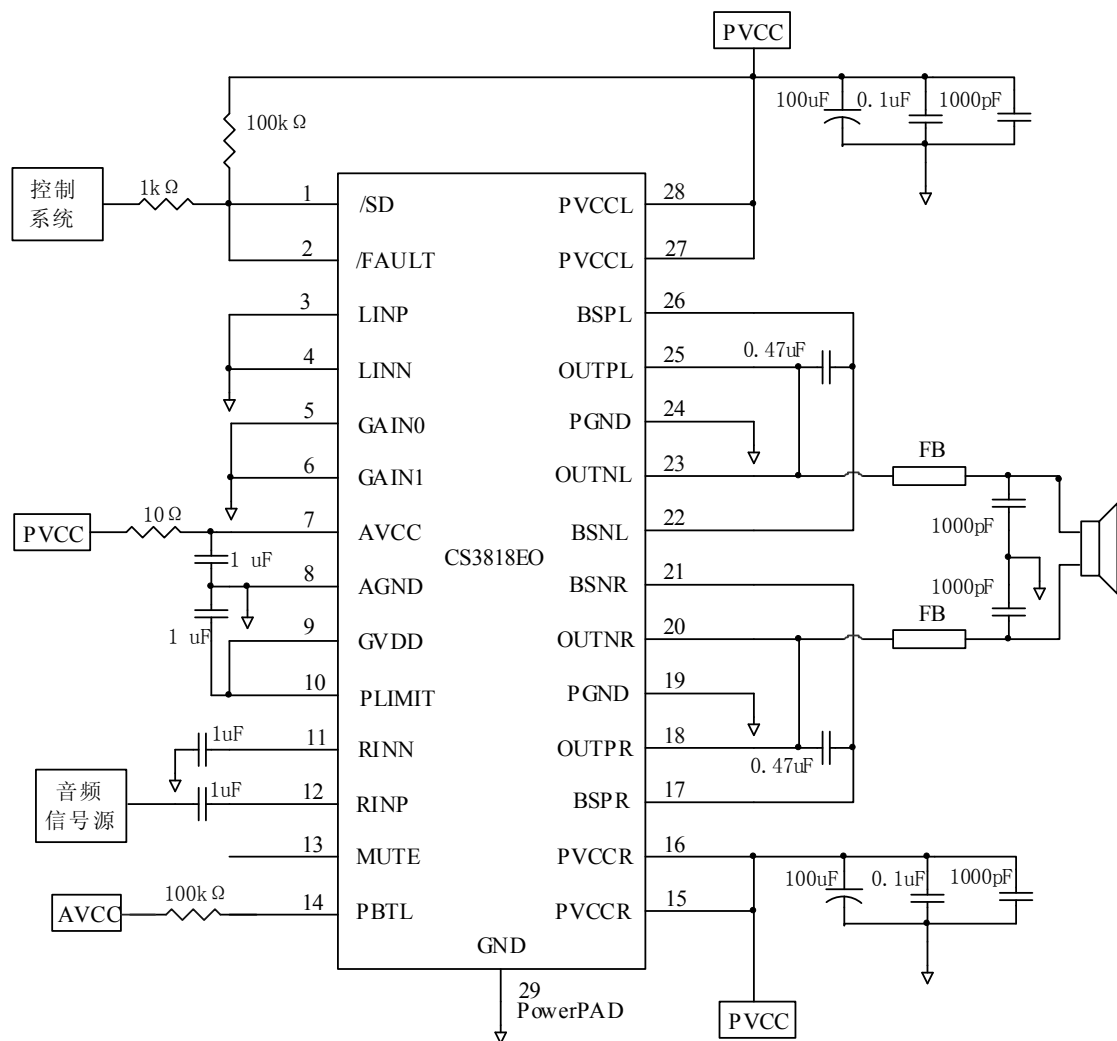 PVCC
100uF
0.1uF
1000pF
100kΩ
控制
系统
1kΩ
1
/SD
PVCCL
28
2
/FAULT
PVCCL
27
3
LINP
BSPL
26
4
LINN
OUTPL
25
0.47uF
5
GAIN0
PGND
24
6
GAIN1
OUTNL
23
FB
PVCC
10Ω
7
AVCC
BSNL
22
1000pF
1 uF
CS3818EO
8
AGND
BSNR
21
1000pF
1 uF
9
GVDD
OUTNR
20
FB
10
PLIMIT
PGND
19
1uF
11
RINN
OUTPR
18
0.47uF
音频
信号源
1uF
12
RINP
BSPR
17
13
MUTE
PVCCR
16
100uF
0.1uF
1000pF
AVCC
100kΩ
14
PBTL
PVCCR
15
GND
29
PowerPAD
PVCC